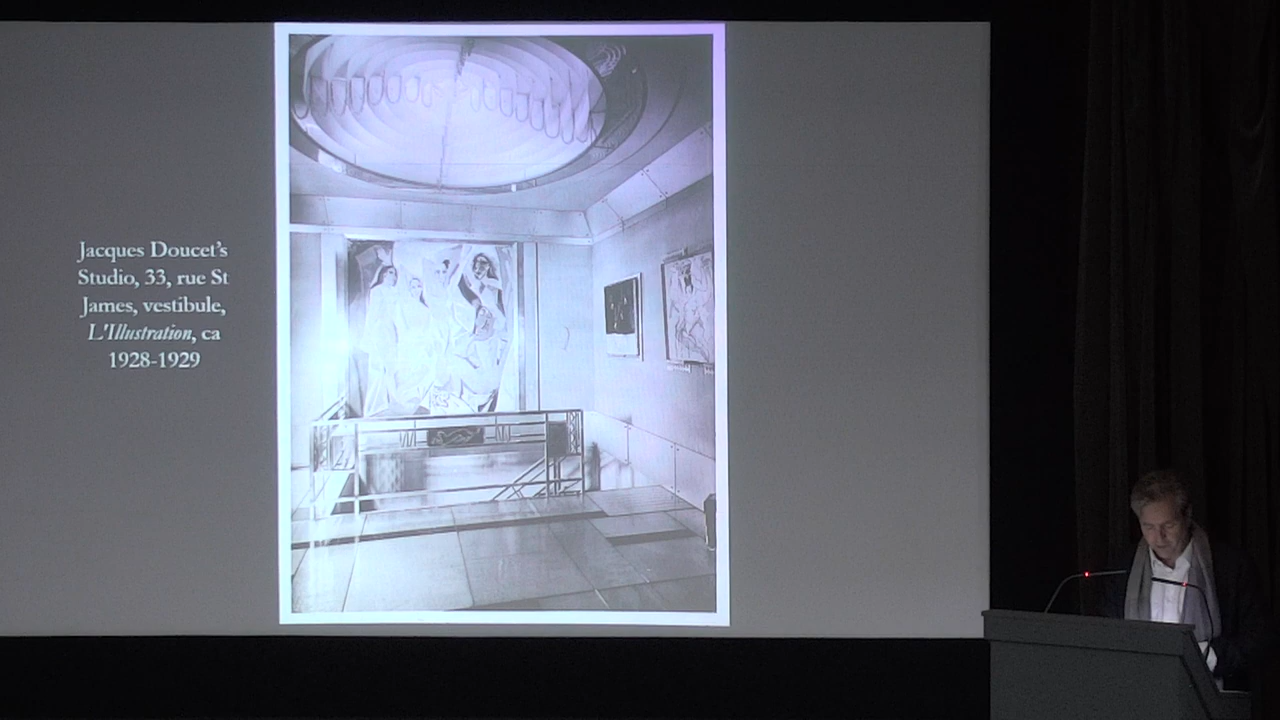 Jacques Doucet's
Studio, 33, rue St
James, vestibule,
L'Illustration, ca
1928-1929